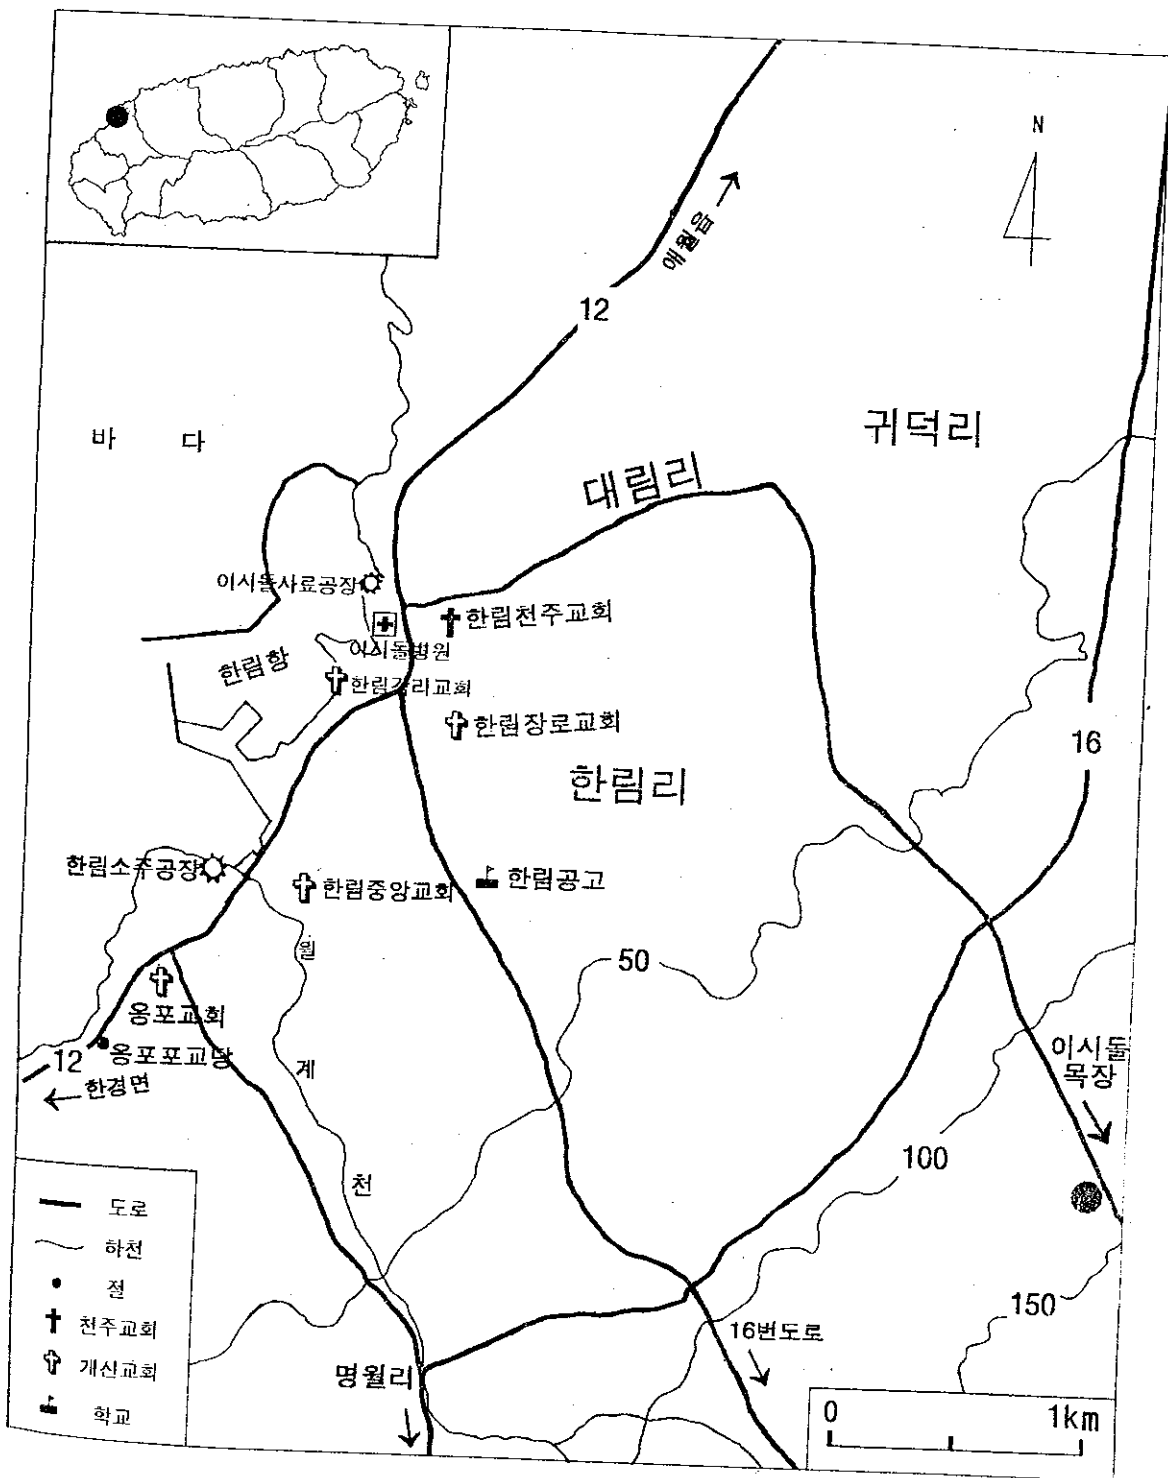 N
애월읍
12
바 다
귀덕리
대림리
이시돌사료공장
한림천주교회
이시돌병원
한림항
한림감리교회
한림장로교회
16
한림리
한림소주공장
한림중앙교회
한림공고
월
계
천
50
옹포교회
옹포포교당
12
한경면
이시돌
목장
100
150
16번도로
명월리
도로
하천
절
천주교회
개신교회
학교
0 1km